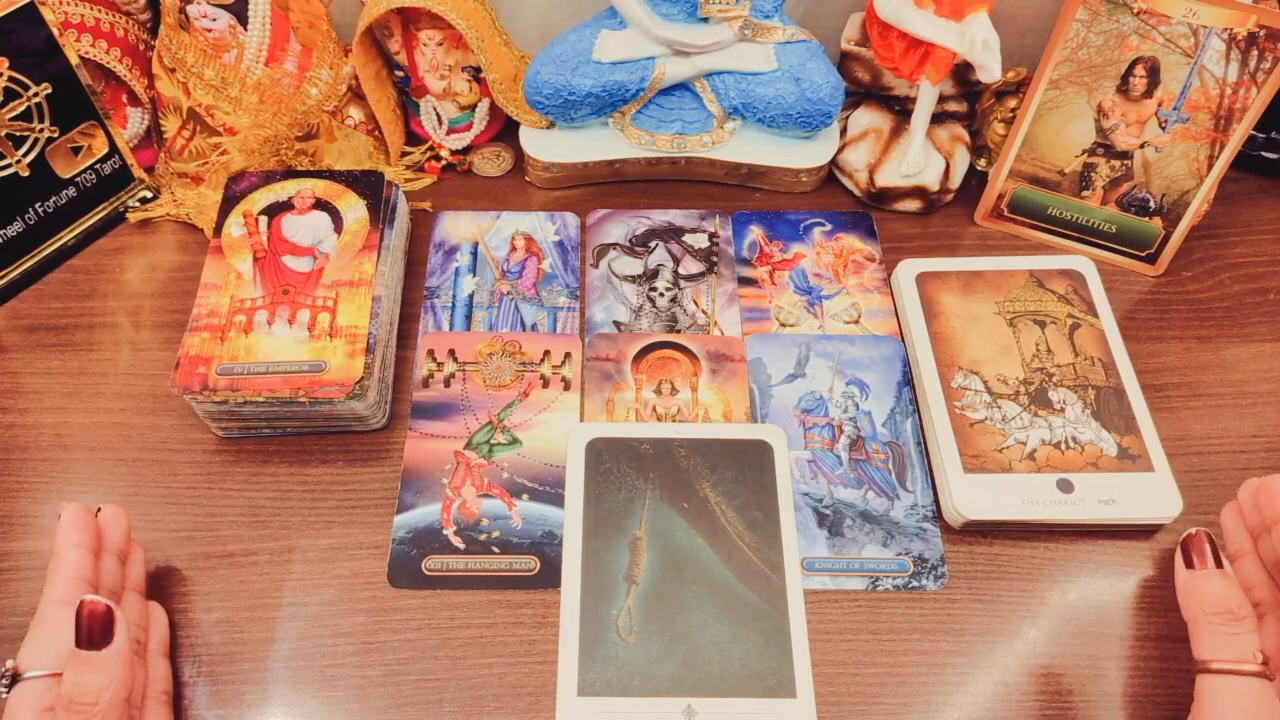 heel of Fortune 709 Tarot
26
HOSTILITIES
IV | THE EMPEROR
XII | THE HANGING MAN
KNIGHT OF SWORDS
THE CHARIOT - रथ